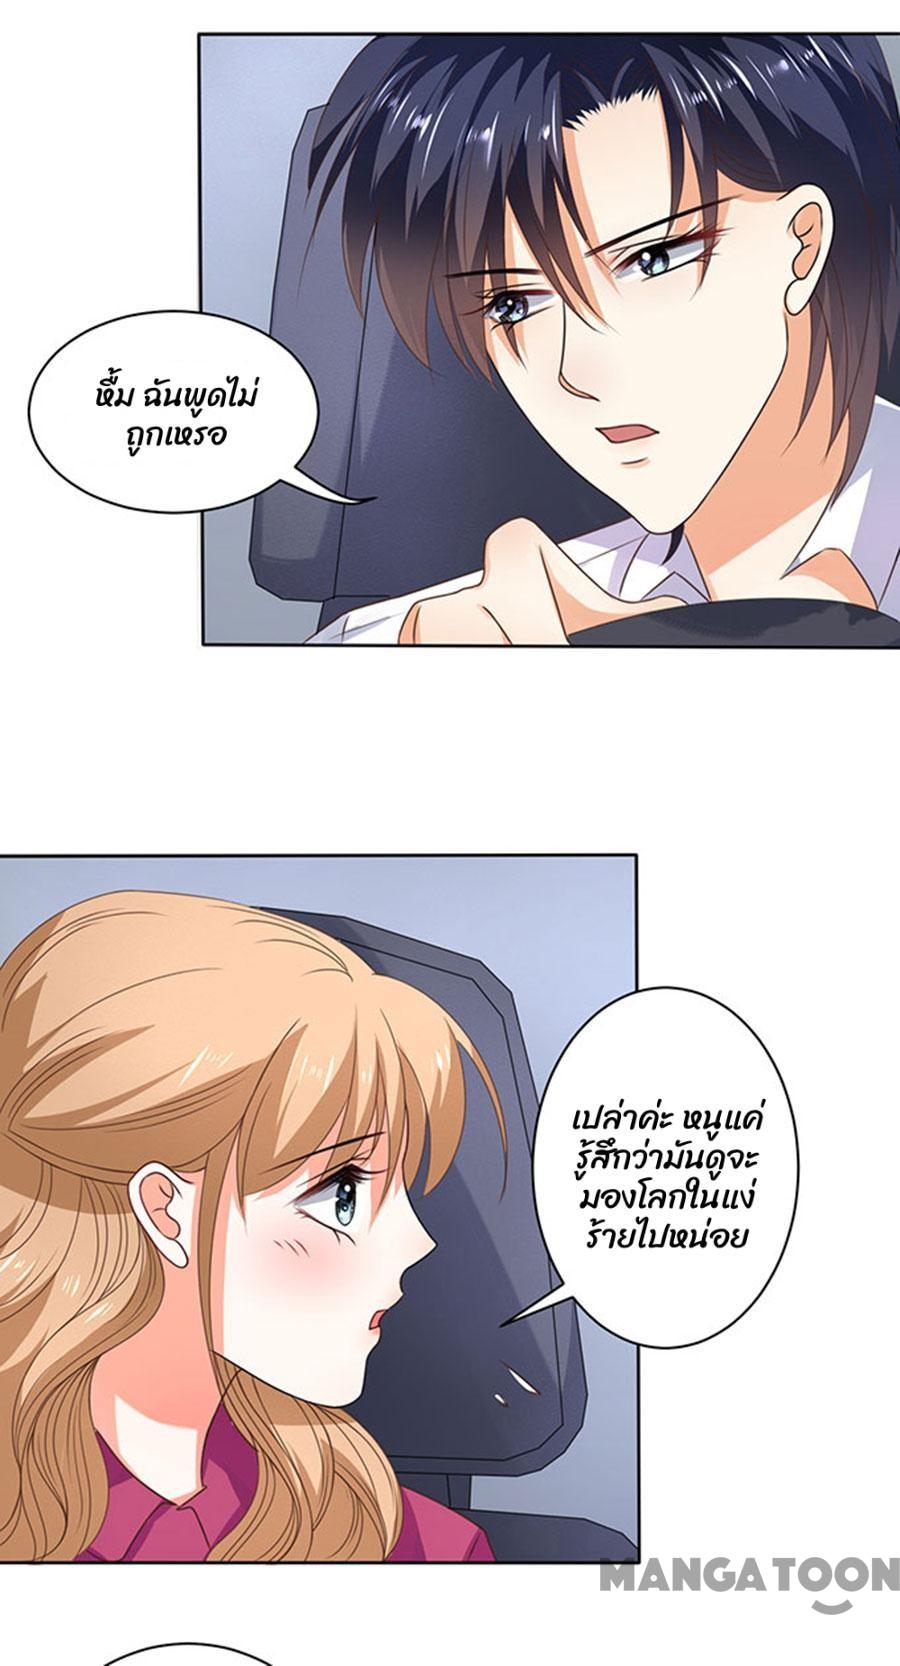 หื้ม ฉันพูดไม่
ถูกเหรอ
เปล่าค่ะ หนูแค่
รู้สึกว่ามันดูจะ
มองโลกในแง่
ร้ายไปหน่อย
MANGATOON